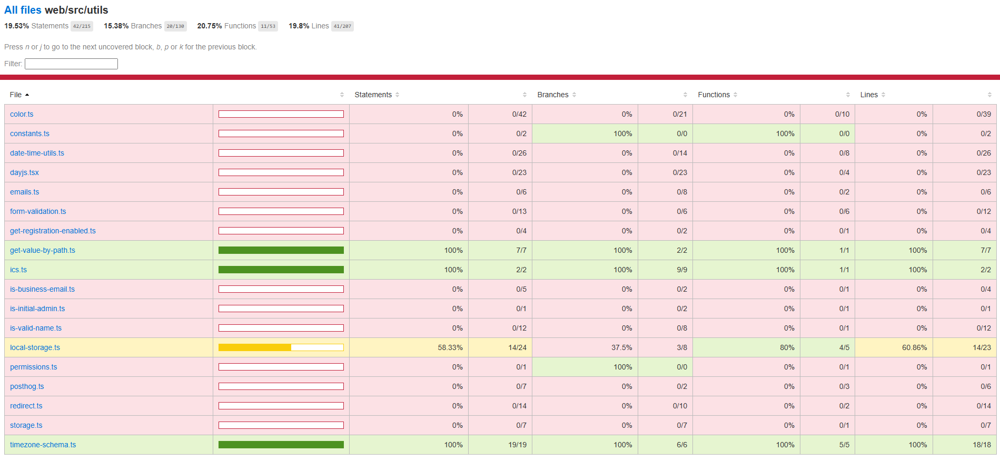 All files web/src/utils
19.53% Statements 42/215 15.38% Branches 20/130 20.75% Functions 11/53 19.8% Lines 41/207
Press n or j to go to the next uncovered block, b, p or k for the previous block.
Filter:
File Statements Branches Functions Lines
color.ts 0% 0/42 0% 0/21 0% 0/10 0% 0/39
constants.ts 0% 0/2 100% 0/0 100% 0/0 0% 0/2
date-time-utils.ts 0% 0/26 0% 0/14 0% 0/8 0% 0/26
dayjs.tsx 0% 0/23 0% 0/23 0% 0/4 0% 0/23
emails.ts 0% 0/6 0% 0/8 0% 0/2 0% 0/6
form-validation.ts 0% 0/13 0% 0/6 0% 0/6 0% 0/12
get-registration-enabled.ts 0% 0/4 0% 0/2 0% 0/1 0% 0/4
get-value-by-path.ts 100% 7/7 100% 2/2 100% 1/1 100% 7/7
ics.ts 100% 2/2 100% 9/9 100% 1/1 100% 2/2
is-business-email.ts 0% 0/5 0% 0/2 0% 0/1 0% 0/4
is-initial-admin.ts 0% 0/1 0% 0/2 0% 0/1 0% 0/1
is-valid-name.ts 0% 0/12 0% 0/8 0% 0/1 0% 0/12
local-storage.ts 58.33% 14/24 37.5% 3/8 80% 4/5 60.86% 14/23
permissions.ts 0% 0/1 100% 0/0 0% 0/1 0% 0/1
posthog.ts 0% 0/7 0% 0/2 0% 0/3 0% 0/6
redirect.ts 0% 0/14 0% 0/10 0% 0/2 0% 0/14
storage.ts 0% 0/7 0% 0/7 0% 0/1 0% 0/7
timezone-schema.ts 100% 19/19 100% 6/6 100% 5/5 100% 18/18